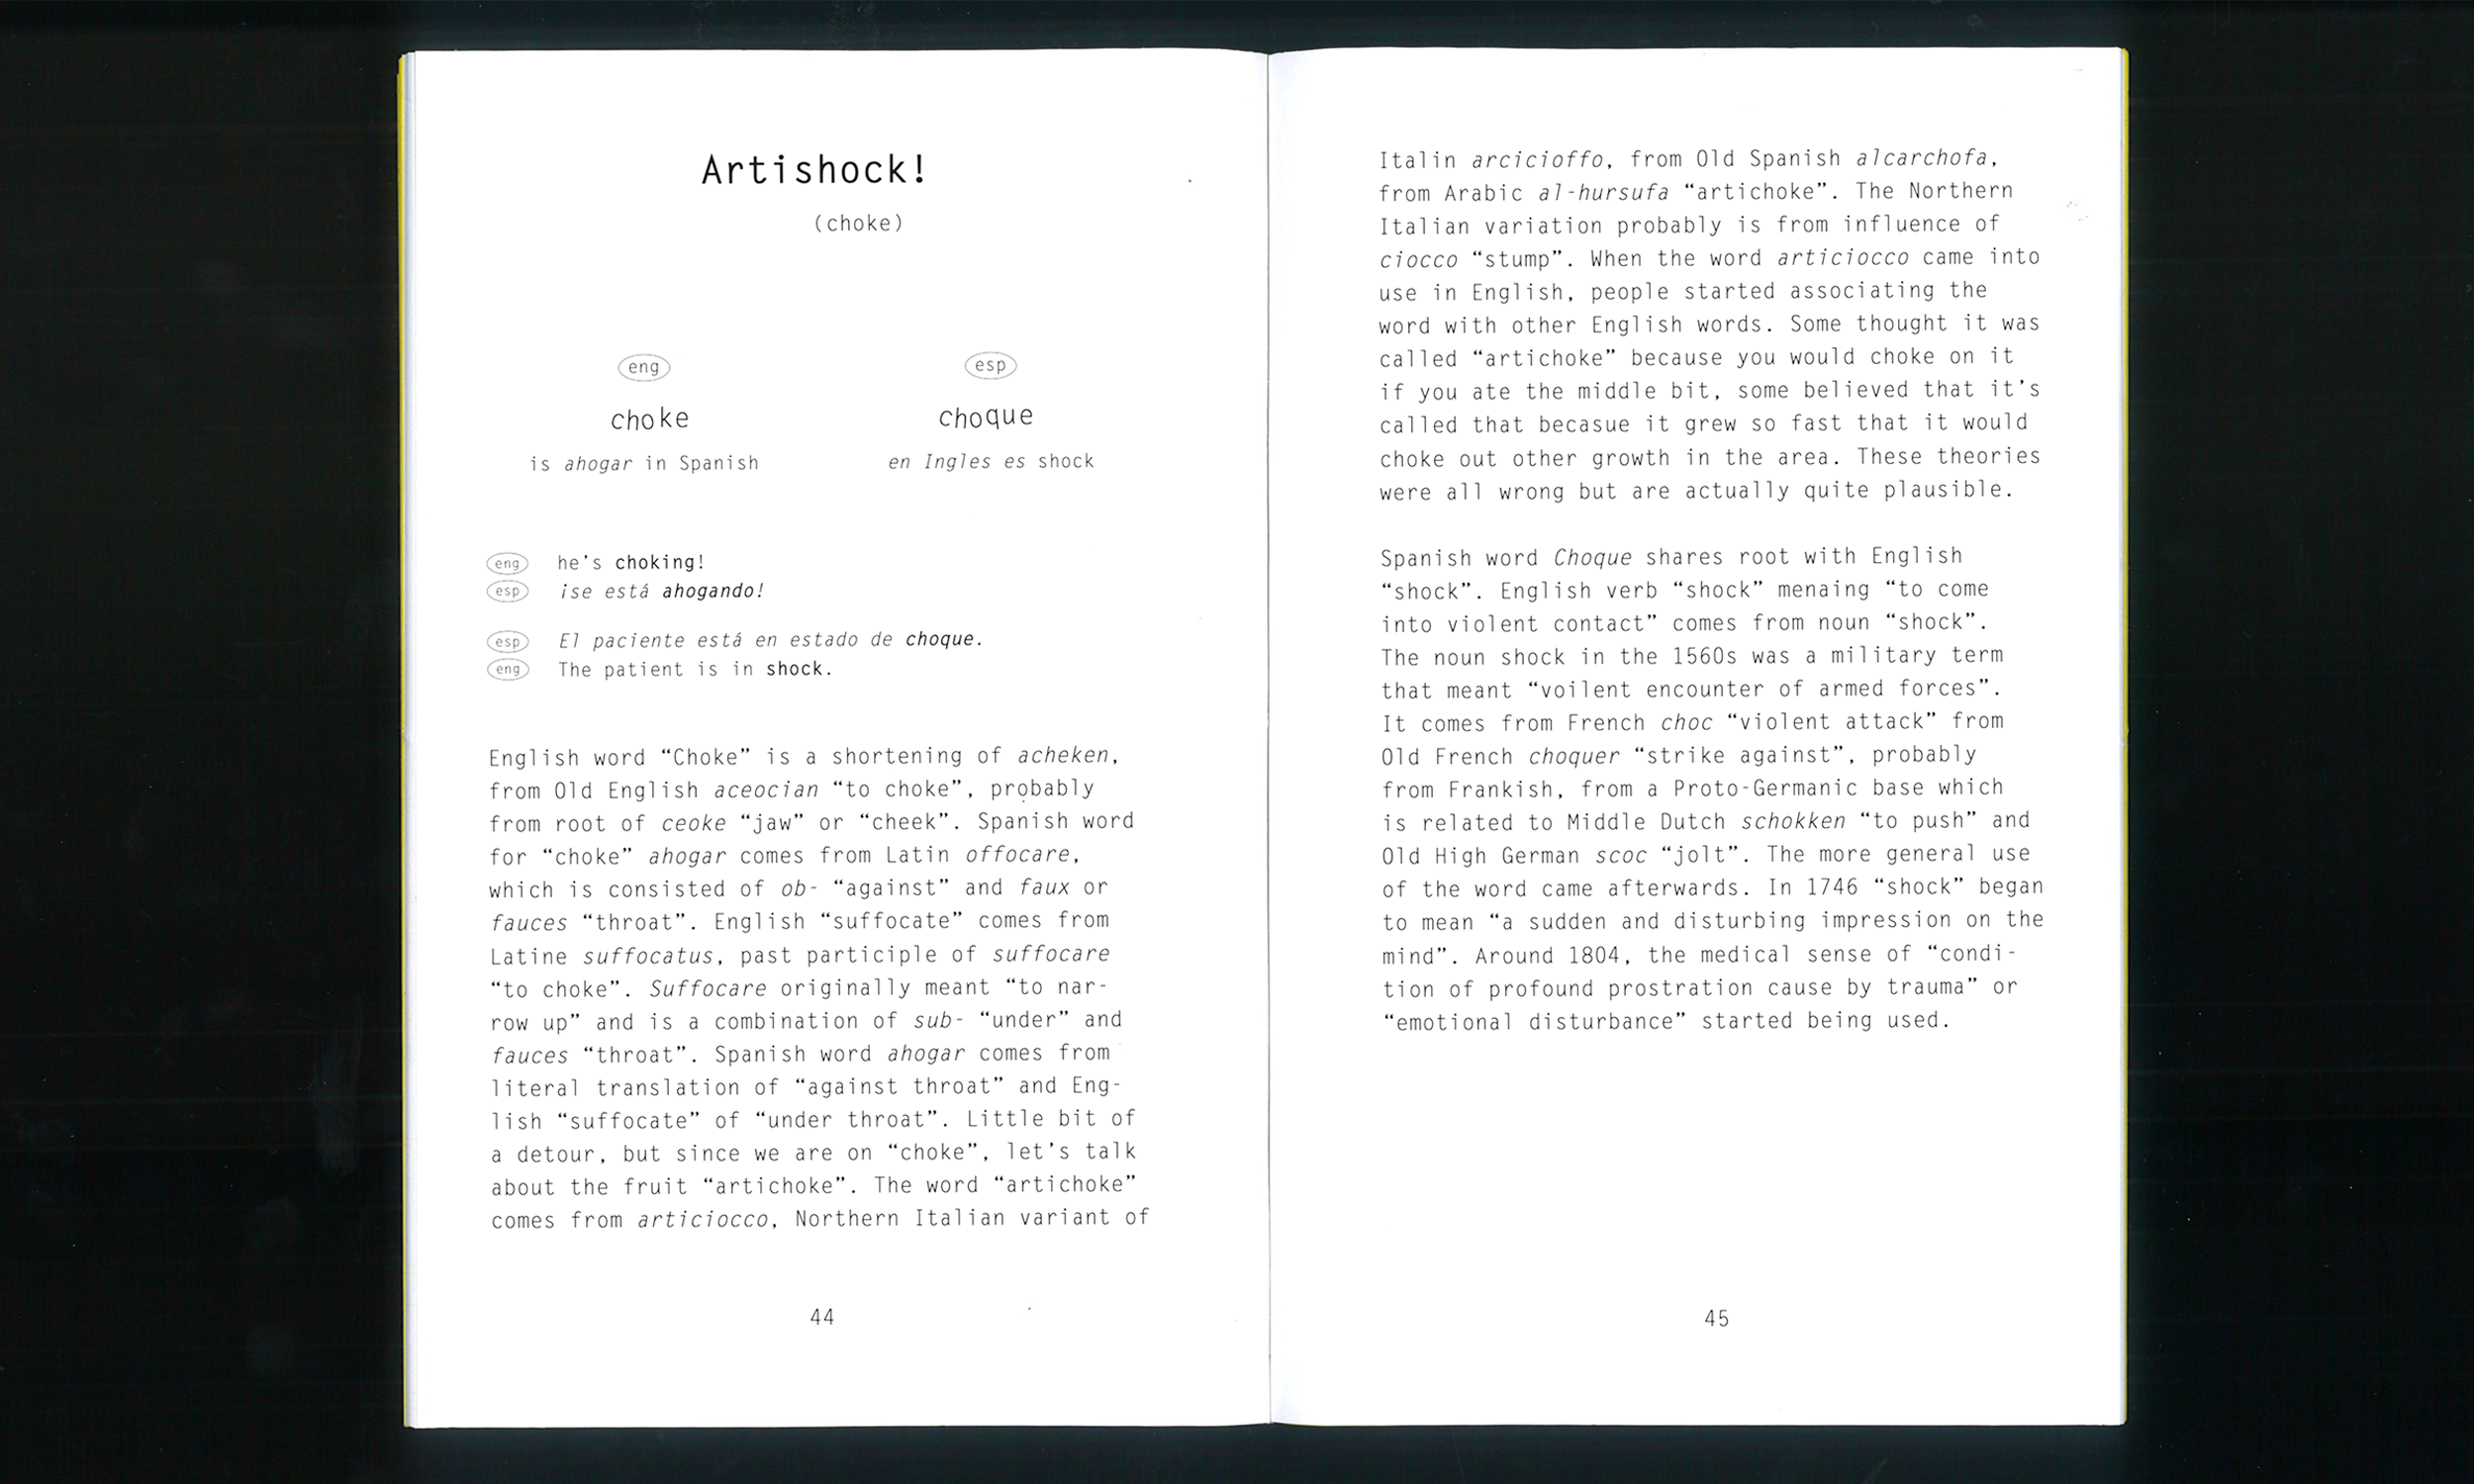 Artishock!
(choke)
eng
esp
choke
choque
is ahogar in Spanish
en Ingles es shock
eng he's choking!
esp ¡se está ahogando!
esp El paciente está en estado de choque.
eng The patient is in shock.
English word “Choke” is a shortening of acheken,
from Old English aceocian “to choke”, probably
from root of ceoke “jaw” or “cheek”. Spanish word
for “choke” ahogar comes from Latin offocare,
which is consisted of ob- “against” and faux or
fauces “throat”. English “suffocate” comes from
Latine suffocatus, past participle of suffocare
“to choke”. Suffocare originally meant “to nar-
row up” and is a combination of sub- “under” and
fauces “throat”. Spanish word ahogar comes from
literal translation of “against throat” and Eng-
lish “suffocate” of “under throat”. Little bit of
a detour, but since we are on “choke”, let’s talk
about the fruit “artichoke”. The word “artichoke”
comes from articiocco, Northern Italian variant of
44
Italin arcicioffo, from Old Spanish alcarchofa,
from Arabic al-hursufa “artichoke”. The Northern
Italian variation probably is from influence of
ciocco “stump”. When the word articiocco came into
use in English, people started associating the
word with other English words. Some thought it was
called “artichoke” because you would choke on it
if you ate the middle bit, some believed that it’s
called that becasue it grew so fast that it would
choke out other growth in the area. These theories
were all wrong but are actually quite plausible.
Spanish word Choque shares root with English
“shock”. English verb “shock” menaing “to come
into violent contact” comes from noun “shock”.
The noun shock in the 1560s was a military term
that meant “voilent encounter of armed forces”.
It comes from French choc “violent attack” from
Old French choquer “strike against”, probably
from Frankish, from a Proto-Germanic base which
is related to Middle Dutch schokken “to push” and
Old High German scoc “jolt”. The more general use
of the word came afterwards. In 1746 “shock” began
to mean “a sudden and disturbing impression on the
mind”. Around 1804, the medical sense of “condi-
tion of profound prostration cause by trauma” or
“emotional disturbance” started being used.
45